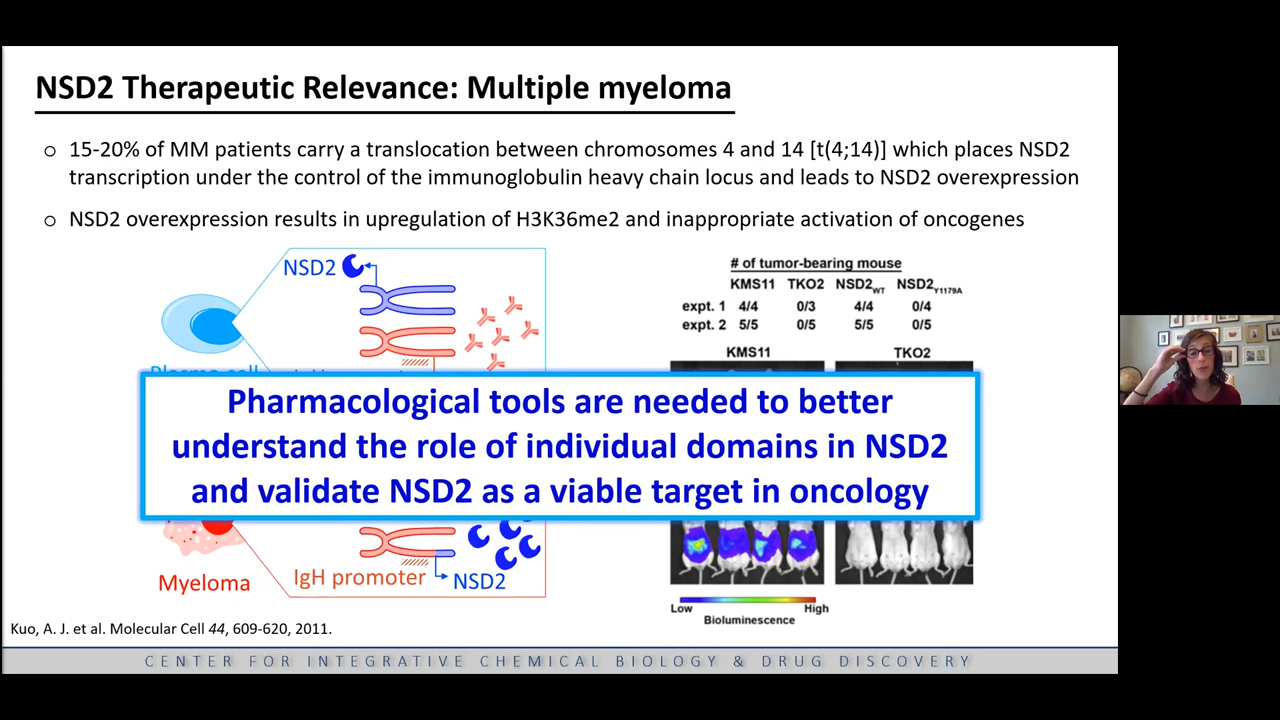 NSD2 Therapeutic Relevance: Multiple myeloma
o 15-20% of MM patients carry a translocation between chromosomes 4 and 14 [t(4;14)] which places NSD2
transcription under the control of the immunoglobulin heavy chain locus and leads to NSD2 overexpression
o NSD2 overexpression results in upregulation of H3K36me2 and inappropriate activation of oncogenes
NSD2
Plasma cell
# of tumor-bearing mouse
KMS11 TKO2 NSD2WT NSD2Y1179A
expt. 1 4/4 0/3 4/4 0/4
expt. 2 5/5 0/5 5/5 0/5
KMS11 TKO2
Pharmacological tools are needed to better
understand the role of individual domains in NSD2
and validate NSD2 as a viable target in oncology
Myeloma
IgH promoter
NSD2
Low High
Bioluminescence
Kuo, A. J. et al. Molecular Cell 44, 609-620, 2011.
CENTER FOR INTEGRATIVE CHEMICAL BIOLOGY & DRUG DISCOVERY